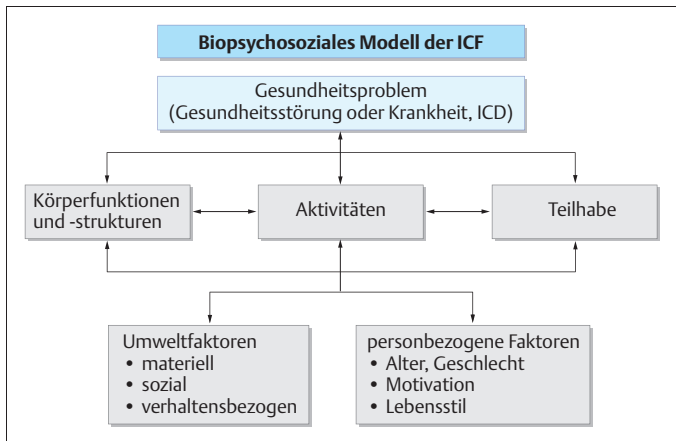 Biopsychosoziales Modell der ICF
Gesundheitsproblem
(Gesundheitsstörung oder Krankheit, ICD)
Körperfunktionen
und -strukturen
Aktivitäten
Teilhabe
Umweltfaktoren
• materiell
• sozial
• verhaltensbezogen
personbezogene Faktoren
• Alter, Geschlecht
• Motivation
• Lebensstil